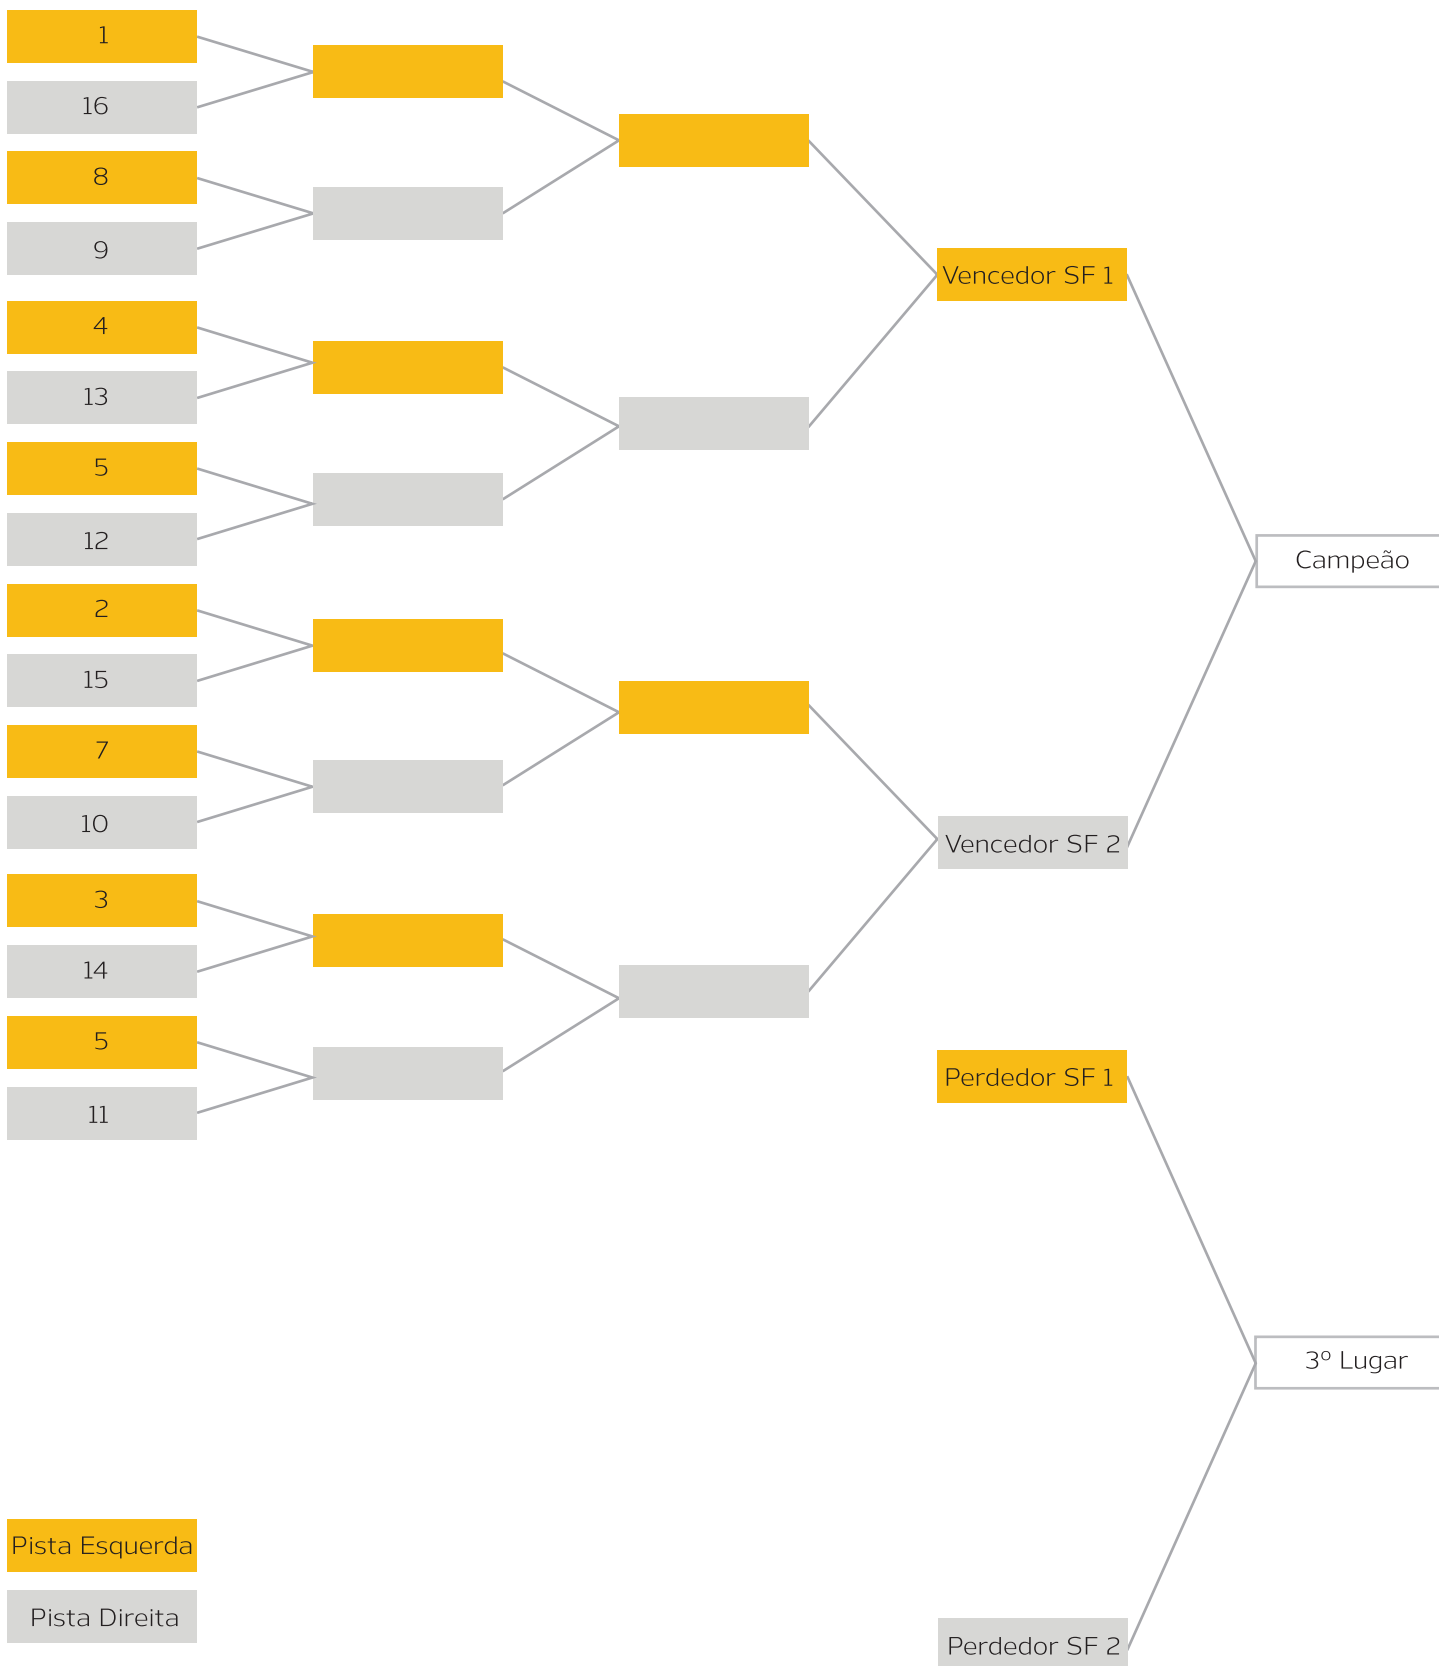 1
16
8
9
4
13
5
12
2
15
7
10
3
14
5
11
Vencedor SF 1
Vencedor SF 2
Campeão
Perdedor SF 1
Perdedor SF 2
3º Lugar
Pista Esquerda
Pista Direita